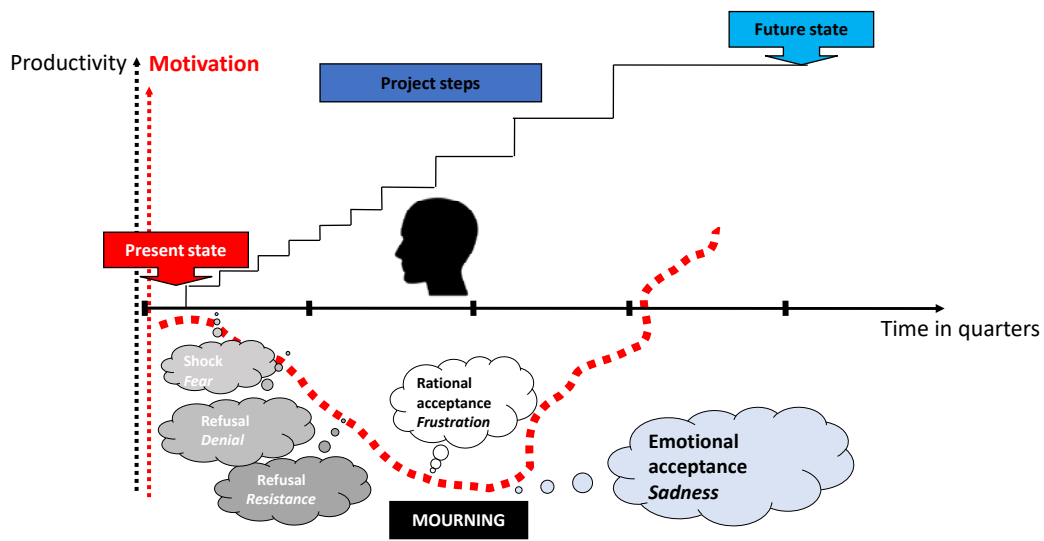 Future state
Productivity
Motivation
Project steps
Present state
Time in quarters
Shock
Fear
Refusal
Denial
Refusal
Resistance
Rational
acceptance
Frustration
Emotional
acceptance
Sadness
MOURNING